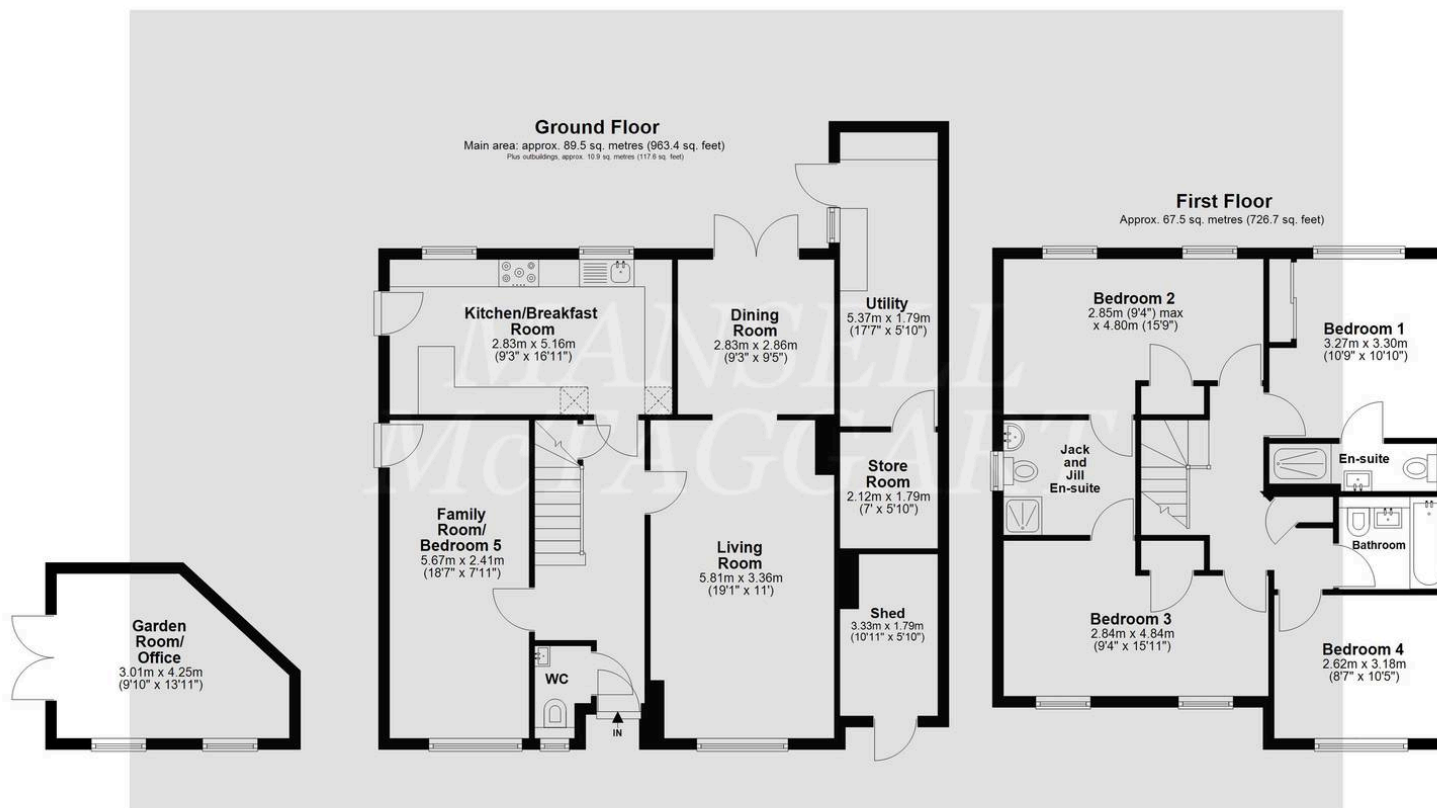 Ground Floor
Main area: approx. 89.5 sq. metres (963.4 sq. feet)
Plus outbuildings, approx. 10.9 sq. metres (117.6 sq. feet)
First Floor
Approx. 67.5 sq. metres (726.7 sq. feet)
Kitchen/Breakfast
Room
2.83m x 5.16m
(9'3" x 16'11")
Dining
Room
2.83m x 2.86m
(9'3" x 9'5")
Utility
5.37m x 1.79m
(17'7" x 5'10")
Bedroom 2
2.85m (9'4") max
x 4.80m (15'9")
Bedroom 1
3.27m x 3.30m
(10'9" x 10'10")
MANSELL
McTAGGART
Family
Room/
Bedroom 5
5.67m x 2.41m
(18'7" x 7'11")
Living
Room
5.81m x 3.36m
(19'1" x 11')
Store
Room
2.12m x 1.79m
(7' x 5'10")
Jack
and
Jill
En-suite
En-suite
Bathroom
Garden
Room/
Office
3.01m x 4.25m
(9'10" x 13'11")
WC
IN
Shed
3.33m x 1.79m
(10'11" x 5'10")
Bedroom 3
2.84m x 4.84m
(9'4" x 15'11")
Bedroom 4
2.62m x 3.18m
(8'7" x 10'5")